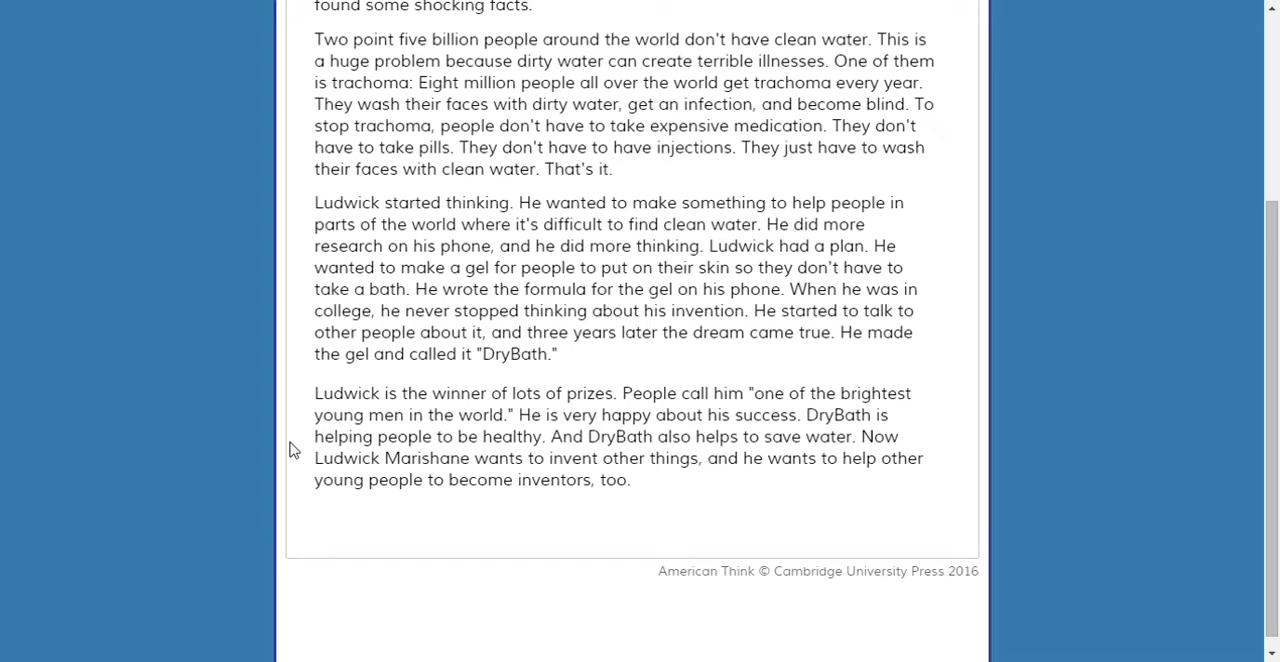 found some shocking facts.
Two point five billion people around the world don't have clean water. This is
a huge problem because dirty water can create terrible illnesses. One of them
is trachoma: Eight million people all over the world get trachoma every year.
They wash their faces with dirty water, get an infection, and become blind. To
stop trachoma, people don't have to take expensive medication. They don't
have to take pills. They don't have to have injections. They just have to wash
their faces with clean water. That's it.
Ludwick started thinking. He wanted to make something to help people in
parts of the world where it's difficult to find clean water. He did more
research on his phone, and he did more thinking. Ludwick had a plan. He
wanted to make a gel for people to put on their skin so they don't have to
take a bath. He wrote the formula for the gel on his phone. When he was in
college, he never stopped thinking about his invention. He started to talk to
other people about it, and three years later the dream came true. He made
the gel and called it "DryBath."
Ludwick is the winner of lots of prizes. People call him "one of the brightest
young men in the world." He is very happy about his success. DryBath is
helping people to be healthy. And DryBath also helps to save water. Now
Ludwick Marishane wants to invent other things, and he wants to help other
young people to become inventors, too.
American Think © Cambridge University Press 2016